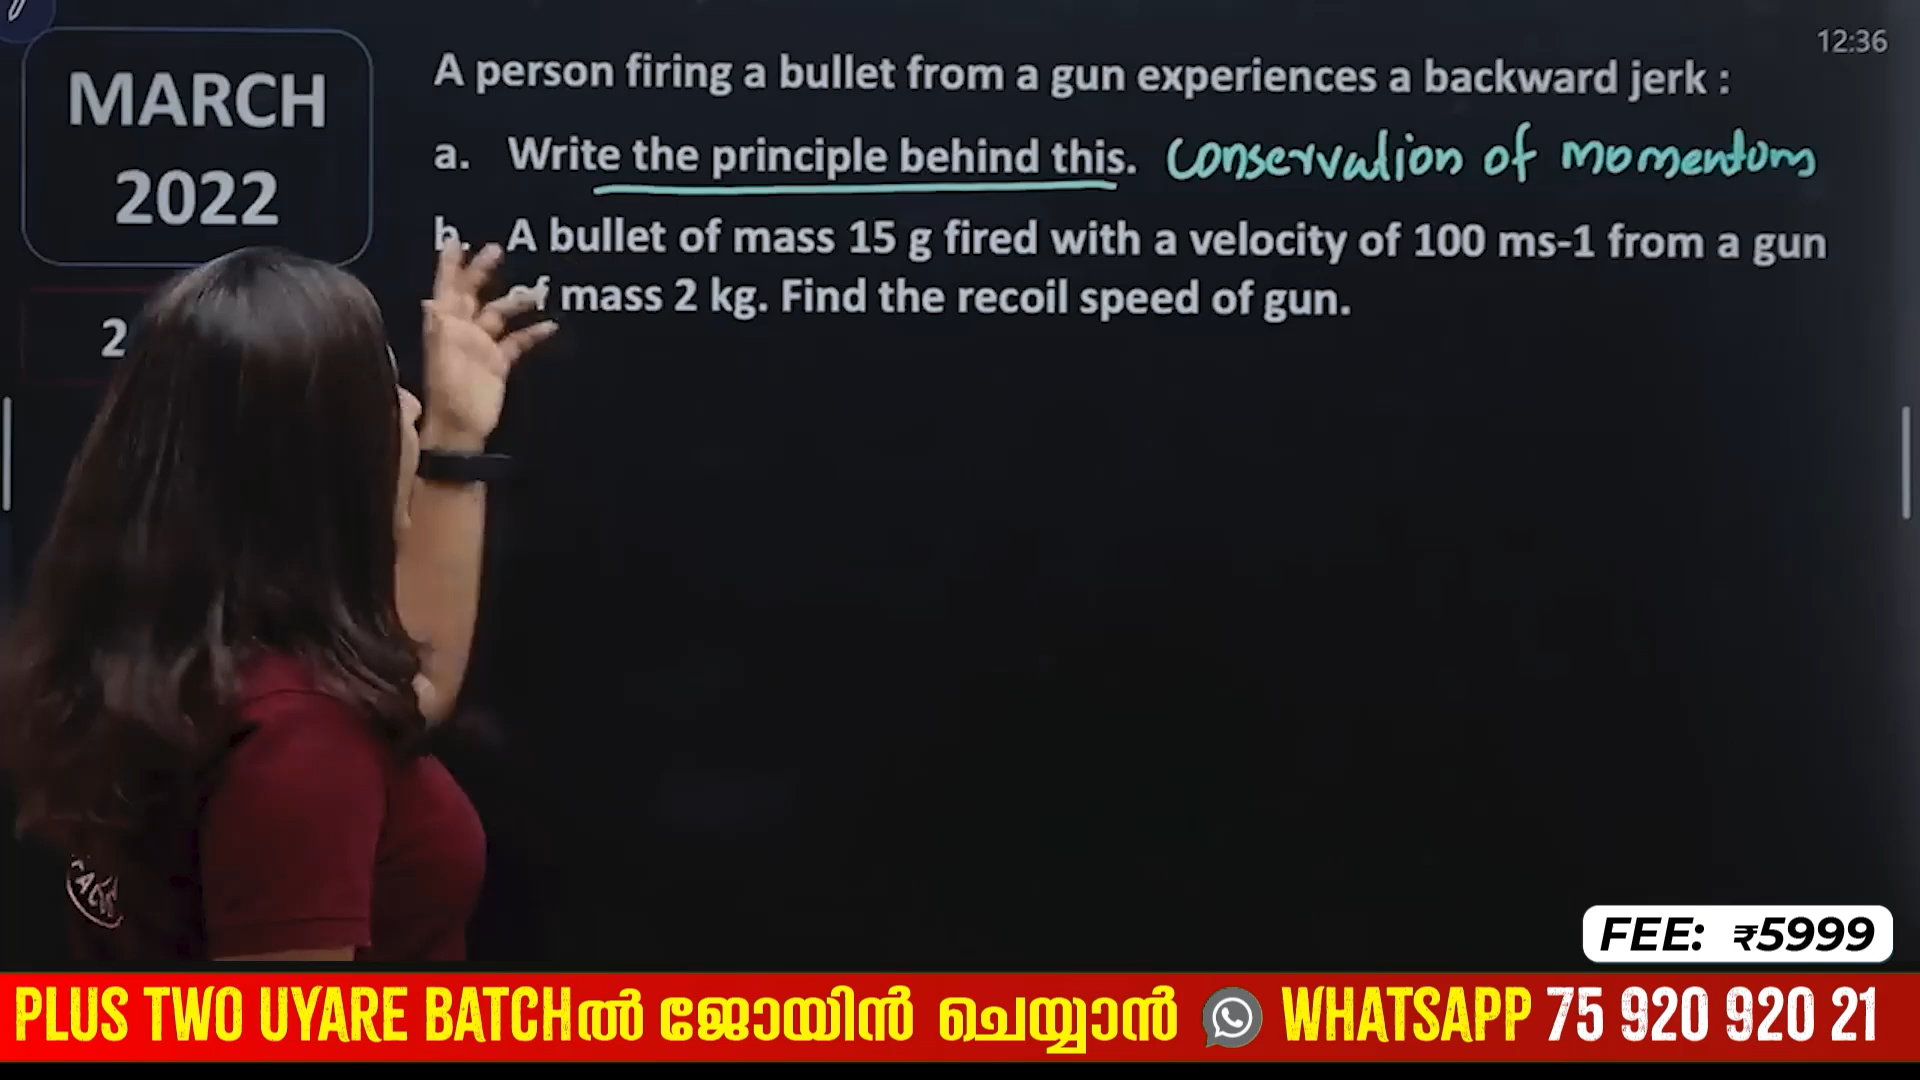 12:36
MARCH
2022
2
A person firing a bullet from a gun experiences a backward jerk :
a. Write the principle behind this. Conservation of momentum
b. A bullet of mass 15 g fired with a velocity of 100 ms-1 from a gun
of mass 2 kg. Find the recoil speed of gun.
FEE: ₹5999
PLUS TWO UYARE BATCHൽ ജോയിൻ ചെയ്യാൻ WHATSAPP 75 920 920 21